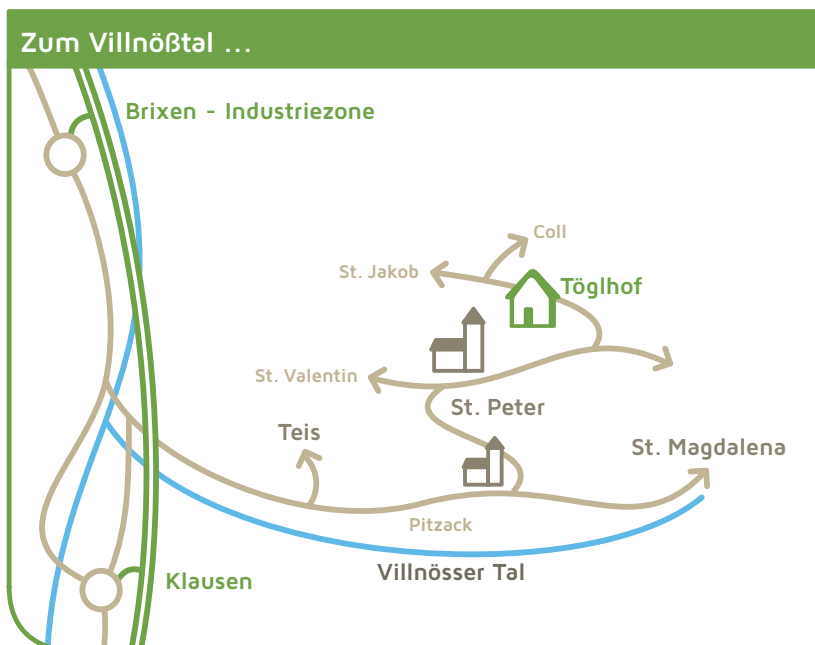 Zum Villnößtal ...
Brixen - Industriezone
Coll
St. Jakob
Töglhof
St. Valentin
St. Peter
Teis
St. Magdalena
Pitzack
Villnösser Tal
Klausen